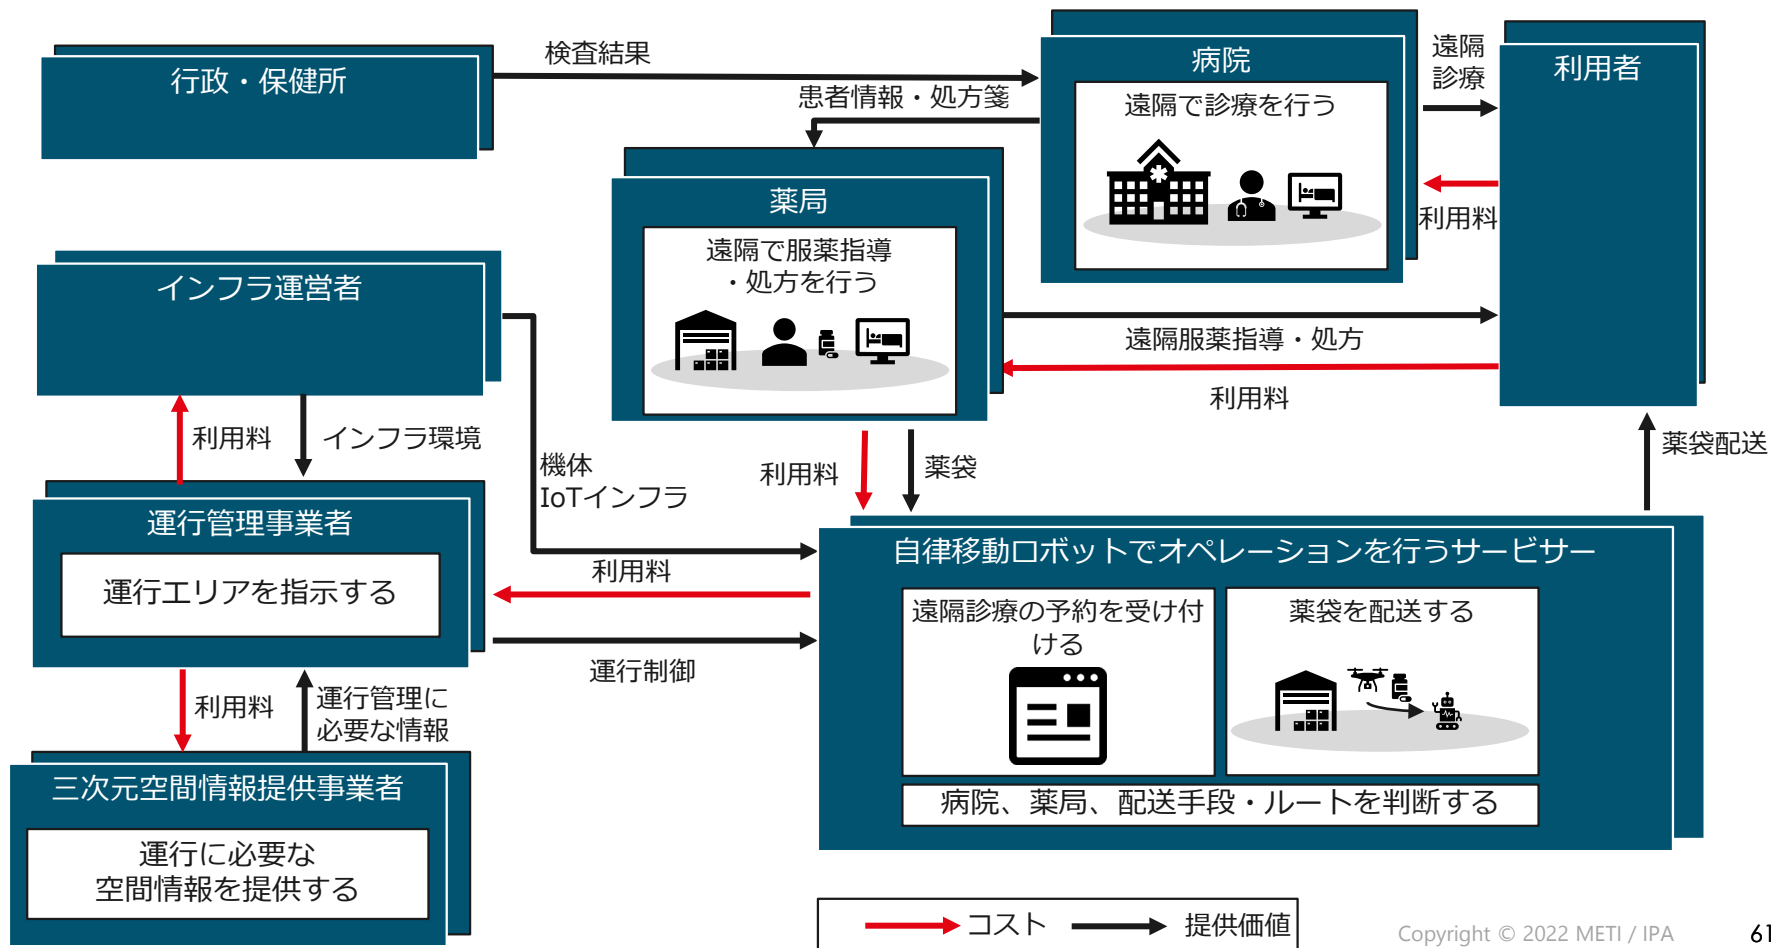 行政・保健所
検査結果
病院
遠隔で診療を行う
遠隔
診療
利用者
利用料
患者情報・処方箋
薬局
遠隔で服薬指導
・処方を行う
遠隔服薬指導・処方
利用料
インフラ運営者
利用料
インフラ環境
機体
IoTインフラ
利用料
薬袋
薬袋配送
運行管理事業者
運行エリアを指示する
利用料
運行制御
自律移動ロボットでオペレーションを行うサービサー
遠隔診療の予約を受け付
ける
薬袋を配送する
病院、薬局、配送手段・ルートを判断する
利用料
運行管理に
必要な情報
三次元空間情報提供事業者
運行に必要な
空間情報を提供する
コスト
提供価値
Copyright © 2022 METI / IPA
61